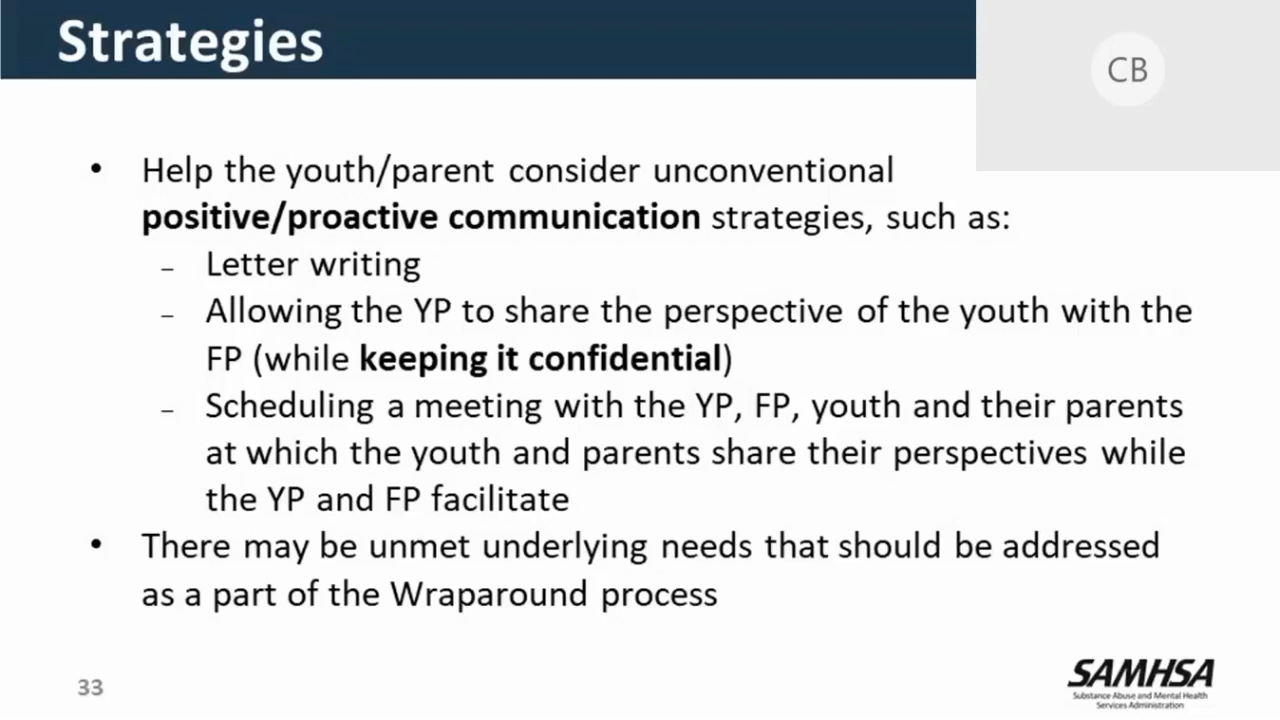 Strategies
CB
• Help the youth/parent consider unconventional
positive/proactive communication strategies, such as:
– Letter writing
– Allowing the YP to share the perspective of the youth with the
FP (while keeping it confidential)
– Scheduling a meeting with the YP, FP, youth and their parents
at which the youth and parents share their perspectives while
the YP and FP facilitate
• There may be unmet underlying needs that should be addressed
as a part of the Wraparound process
33
SAMHSA
Substance Abuse and Mental Health
Services Administration